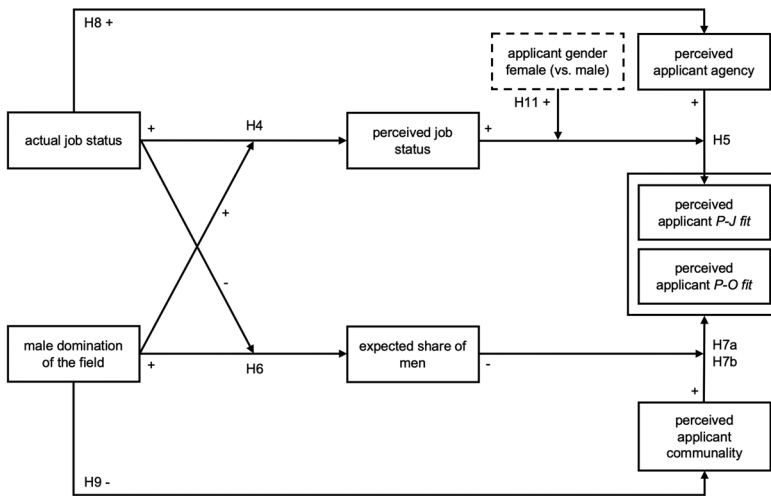 H8 +
applicant gender
female (vs. male)
perceived
applicant agency
H11 +
+
actual job status
+
H4
perceived job
status
+
H5
+
-
perceived
applicant P-J fit
perceived
applicant P-O fit
male domination
of the field
+
H6
expected share of
men
-
H7a
H7b
+
perceived
applicant
communality
H9 -